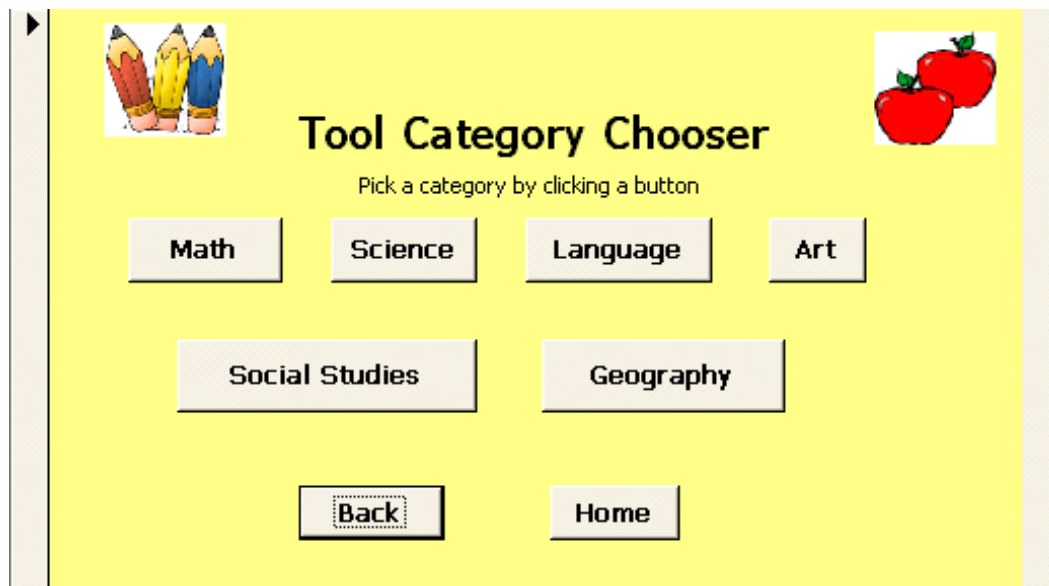 Tool Category Chooser
Pick a category by clicking a button
Math Science Language Art
Social Studies Geography
Back Home